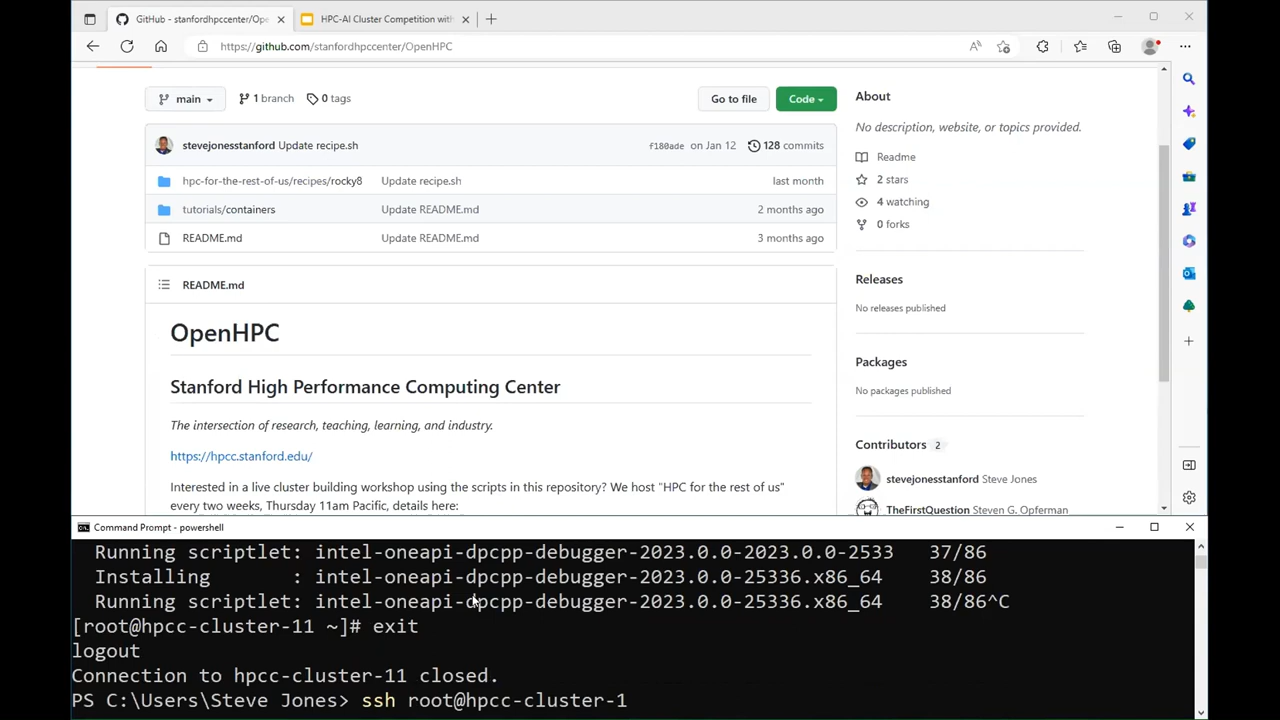 GitHub - stanfordhpccenter/Ope
HPC-AI Cluster Competition with
https://github.com/stanfordhpccenter/OpenHPC
main
1 branch
0 tags
Go to file
Code
stevejonesstanford Update recipe.sh
f180ade on Jan 12
128 commits
hpc-for-the-rest-of-us/recipes/rocky8
Update recipe.sh
last month
tutorials/containers
Update README.md
2 months ago
README.md
Update README.md
3 months ago
README.md
OpenHPC
Stanford High Performance Computing Center
The intersection of research, teaching, learning, and industry.
https://hpcc.stanford.edu/
Interested in a live cluster building workshop using the scripts in this repository? We host "HPC for the rest of us"
every two weeks, Thursday 11am Pacific, details here:
About
No description, website, or topics provided.
Readme
2 stars
4 watching
0 forks
Releases
No releases published
Packages
No packages published
Contributors 2
stevejonesstanford Steve Jones
TheFirstQuestion Steven G. Opferman
Command Prompt - powershell
Running scriptlet: intel-oneapi-dpcpp-debugger-2023.0.0-2023.0.0-2533 37/86
Installing : intel-oneapi-dpcpp-debugger-2023.0.0-25336.x86_64 38/86
Running scriptlet: intel-oneapi-dpcpp-debugger-2023.0.0-25336.x86_64 38/86^C
[root@hpcc-cluster-11 ~]# exit
logout
Connection to hpcc-cluster-11 closed.
PS C:\Users\Steve Jones> ssh root@hpcc-cluster-1